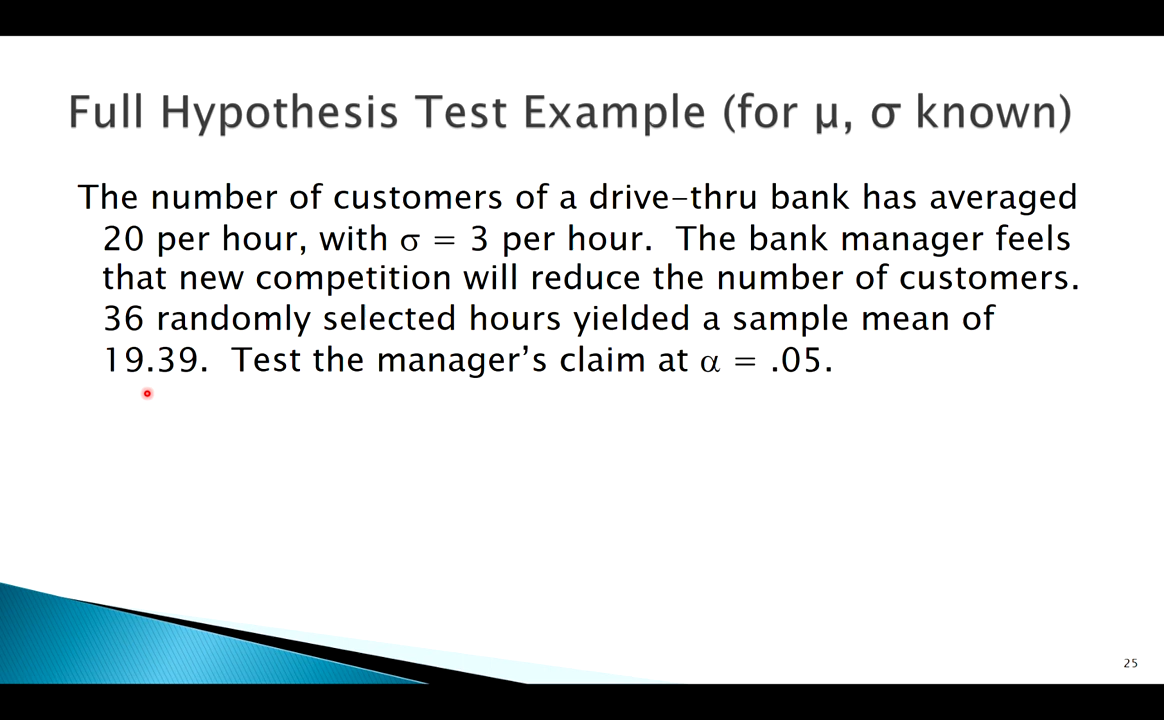 Full Hypothesis Test Example (for μ, σ known)
The number of customers of a drive-thru bank has averaged
20 per hour, with σ = 3 per hour.  The bank manager feels
that new competition will reduce the number of customers.
36 randomly selected hours yielded a sample mean of
19.39.  Test the manager’s claim at α = .05.
25